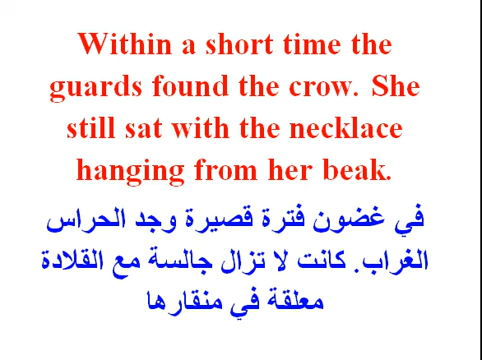 Within a short time the
guards found the crow. She
still sat with the necklace
hanging from her beak.
في غضون فترة قصيرة وجد الحراس
الغراب. كانت لا تزال جالسة مع القلادة
معلقة في منقارها